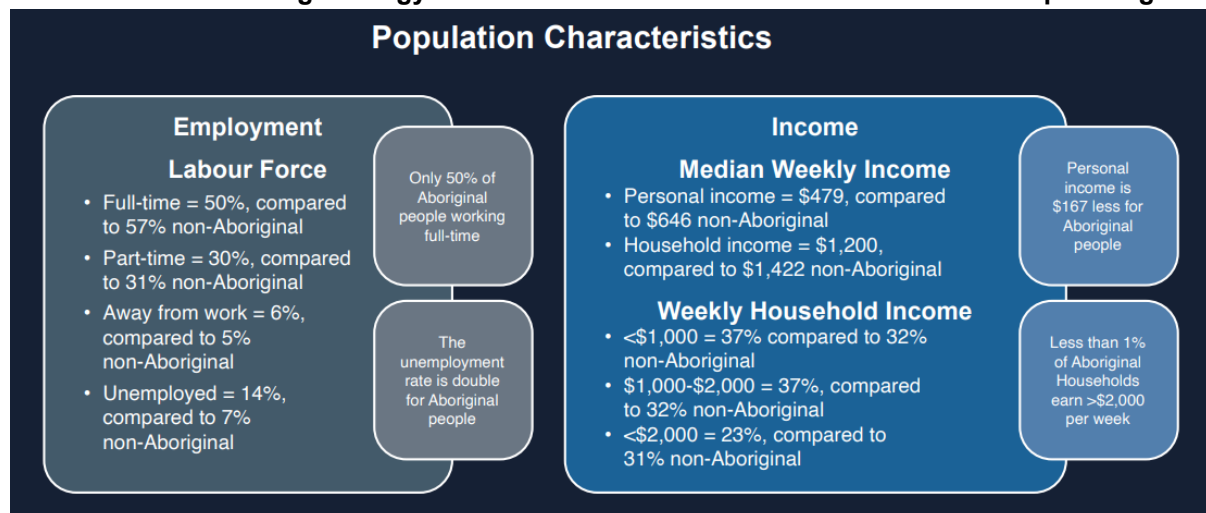 Population Characteristics
Employment
Labour Force
• Full-time = 50%, compared
to 57% non-Aboriginal
• Part-time = 30%, compared
to 31% non-Aboriginal
• Away from work = 6%,
compared to 5%
non-Aboriginal
• Unemployed = 14%,
compared to 7%
non-Aboriginal
Only 50% of
Aboriginal
people working
full-time
The
unemployment
rate is double
for Aboriginal
people
Income
Median Weekly Income
• Personal income = $479, compared
to $646 non-Aboriginal
• Household income = $1,200,
compared to $1,422 non-Aboriginal
Weekly Household Income
• <$1,000 = 37% compared to 32%
non-Aboriginal
• $1,000-$2,000 = 37%, compared
to 32% non-Aboriginal
• <$2,000 = 23%, compared to
31% non-Aboriginal
Personal
income is
$167 less for
Aboriginal
people
Less than 1%
of Aboriginal
Households
earn >$2,000
per week